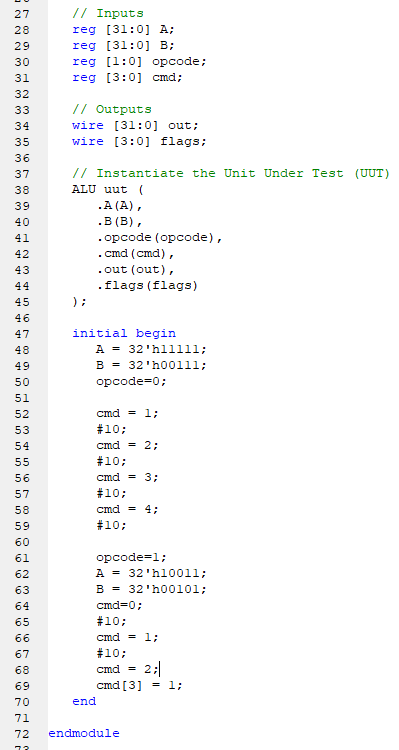 27 // Inputs
28 reg [31:0] A;
29 reg [31:0] B;
30 reg [1:0] opcode;
31 reg [3:0] cmd;
32
33 // Outputs
34 wire [31:0] out;
35 wire [3:0] flags;
36
37 // Instantiate the Unit Under Test (UUT)
38 ALU uut (
39 .A(A),
40 .B(B),
41 .opcode(opcode),
42 .cmd(cmd),
43 .out(out),
44 .flags(flags)
45 );
46
47 initial begin
48 A = 32'h11111;
49 B = 32'h00111;
50 opcode=0;
51
52 cmd = 1;
53 #10;
54 cmd = 2;
55 #10;
56 cmd = 3;
57 #10;
58 cmd = 4;
59 #10;
60
61 opcode=1;
62 A = 32'h10011;
63 B = 32'h00101;
64 cmd=0;
65 #10;
66 cmd = 1;
67 #10;
68 cmd = 2;
69 cmd[3] = 1;
70 end
71
72 endmodule